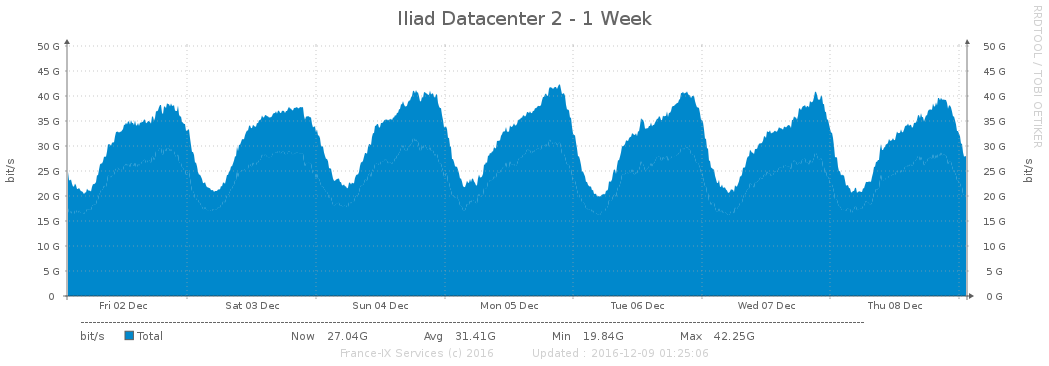 Iliad Datacenter 2 - 1 Week
RRDTOOL / TOBI OETIKER
bit/s
50 G
45 G
40 G
35 G
30 G
25 G
20 G
15 G
10 G
5 G
0
50 G
45 G
40 G
35 G
30 G
25 G
20 G
15 G
10 G
5 G
0 G
bit/s
Fri 02 Dec Sat 03 Dec Sun 04 Dec Mon 05 Dec Tue 06 Dec Wed 07 Dec Thu 08 Dec
bit/s Total Now 27.04G Avg 31.41G Min 19.84G Max 42.25G
France-IX Services (c) 2016 Updated : 2016-12-09 01:25:06